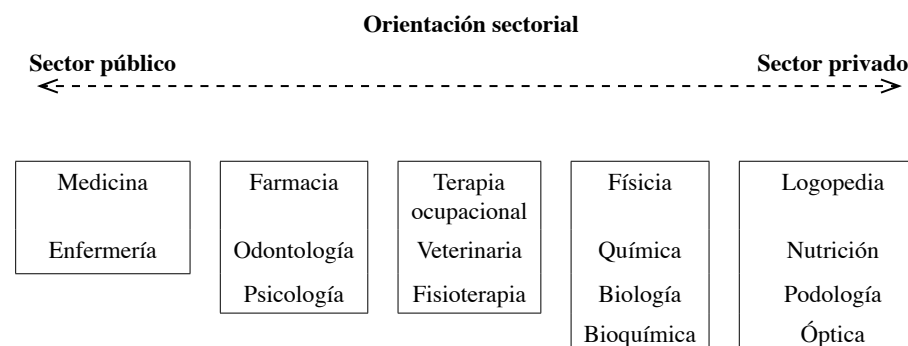 Orientación sectorial
Sector público
Sector privado
Medicina
Farmacia
Terapia
ocupacional
Físicia
Logopedia
Enfermería
Odontología
Veterinaria
Química
Nutrición
Psicología
Fisioterapia
Biología
Podología
Bioquímica
Óptica